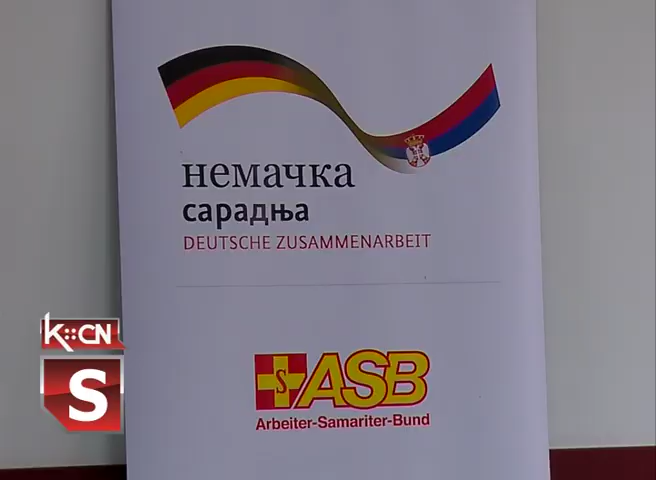 немачка
сарадња
DEUTSCHE ZUSAMMENARBEIT
S ASB
Arbeiter-Samariter-Bund
K::CN
S